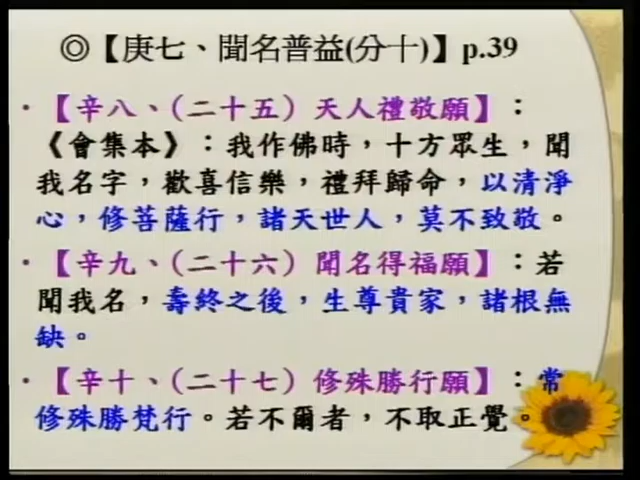 ◎【庚七、聞名普益(分十)】p.39
·【辛八、(二十五) 天人禮敬願】:
《會集本》:我作佛時,十方眾生,聞
我名字,歡喜信樂,禮拜歸命,以清淨
心,修菩薩行,諸天世人,莫不致敬。
·【辛九、(二十六) 聞名得福願】:若
聞我名,壽終之後,生尊貴家,諸根無
缺。
·【辛十、(二十七) 修殊勝行願】:常
修殊勝梵行。若不爾者,不取正覺。